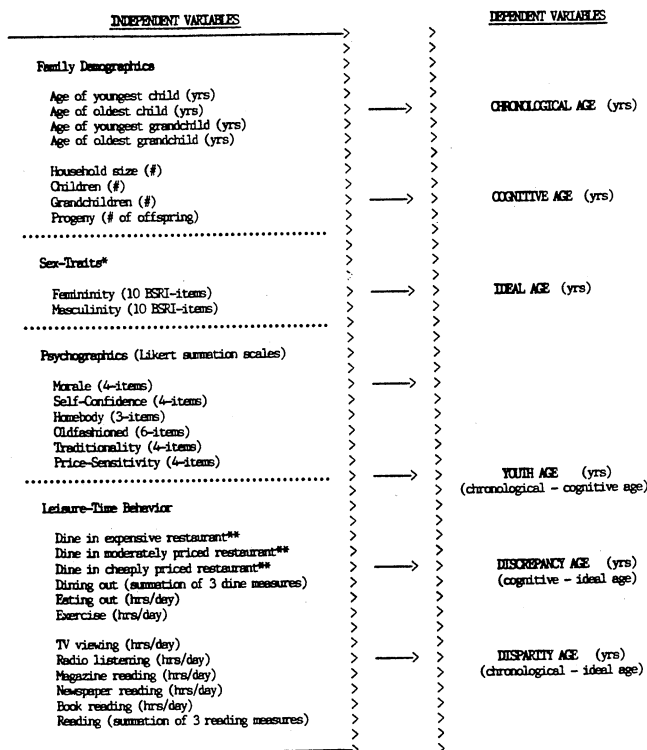 INDEPENDENT VARIABLES
Family Demographics
Age of youngest child (yrs)
Age of oldest child (yrs)
Age of youngest grandchild (yrs)
Age of oldest grandchild (yrs)
Household size (#)
Children (#)
Grandchildren (#)
Progeny (# of offspring)
Sex-Traits*
Femininity (10 BSRI-items)
Masculinity (10 BSRI-items)
Psychographics (Likert summation scales)
Morale (4-items)
Self-Confidence (4-items)
Homebody (3-items)
Oldfashioned (6-items)
Traditionality (4-items)
Price-Sensitivity (4-items)
Leisure-Time Behavior
Dine in expensive restaurant**
Dine in moderately priced restaurant**
Dine in cheaply priced restaurant**
Dining out (summation of 3 dine measures)
Eating out (hrs/day)
Exercise (hrs/day)
TV viewing (hrs/day)
Radio listening (hrs/day)
Magazine reading (hrs/day)
Newspaper reading (hrs/day)
Book reading (hrs/day)
Reading (summation of 3 reading measures)
DEPENDENT VARIABLES
CHRONOLOGICAL AGE (yrs)
COGNITIVE AGE (yrs)
IDEAL AGE (yrs)
YOUTH AGE (yrs)
(chronological - cognitive age)
DISCREPANCY AGE (yrs)
(cognitive - ideal age)
DISPARITY AGE (yrs)
(chronological - ideal age)